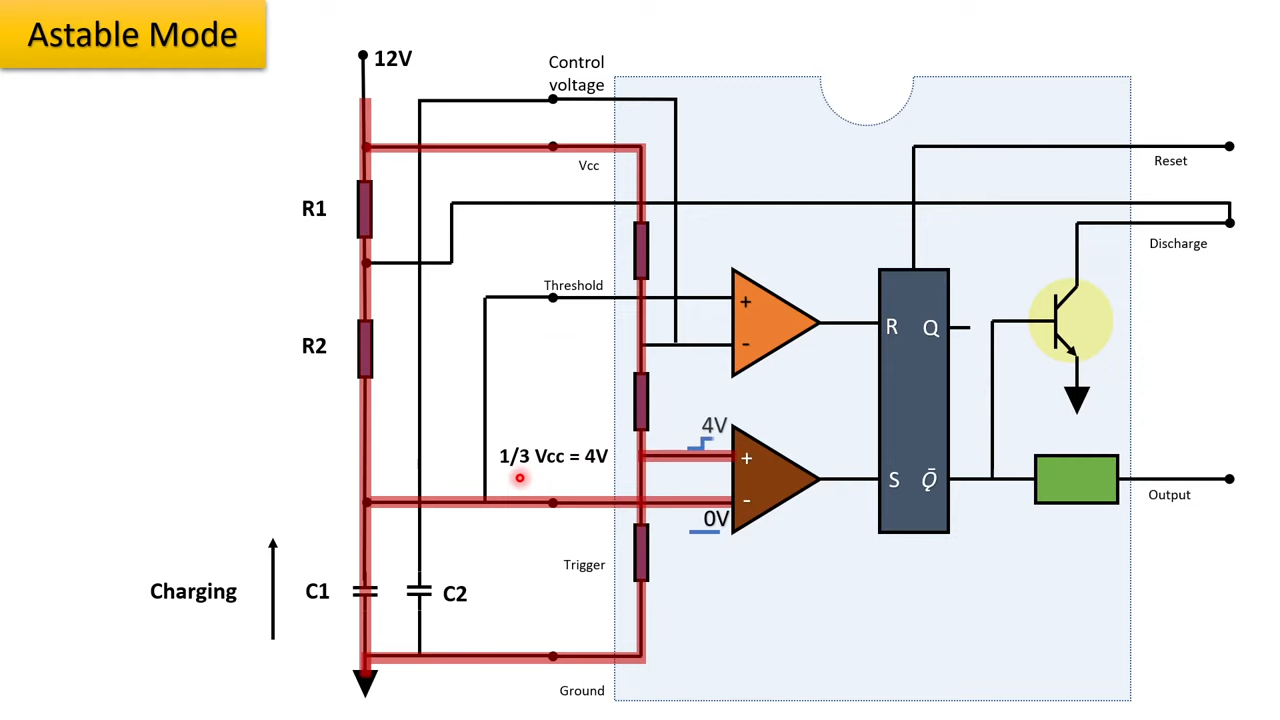 Astable Mode
12V
Control
voltage
Vcc
Reset
R1
Discharge
Threshold
+
-
R Q
R2
4V
1/3 Vcc = 4V
+
-
S Q̄
0V
Output
Trigger
Charging
C1
C2
Ground